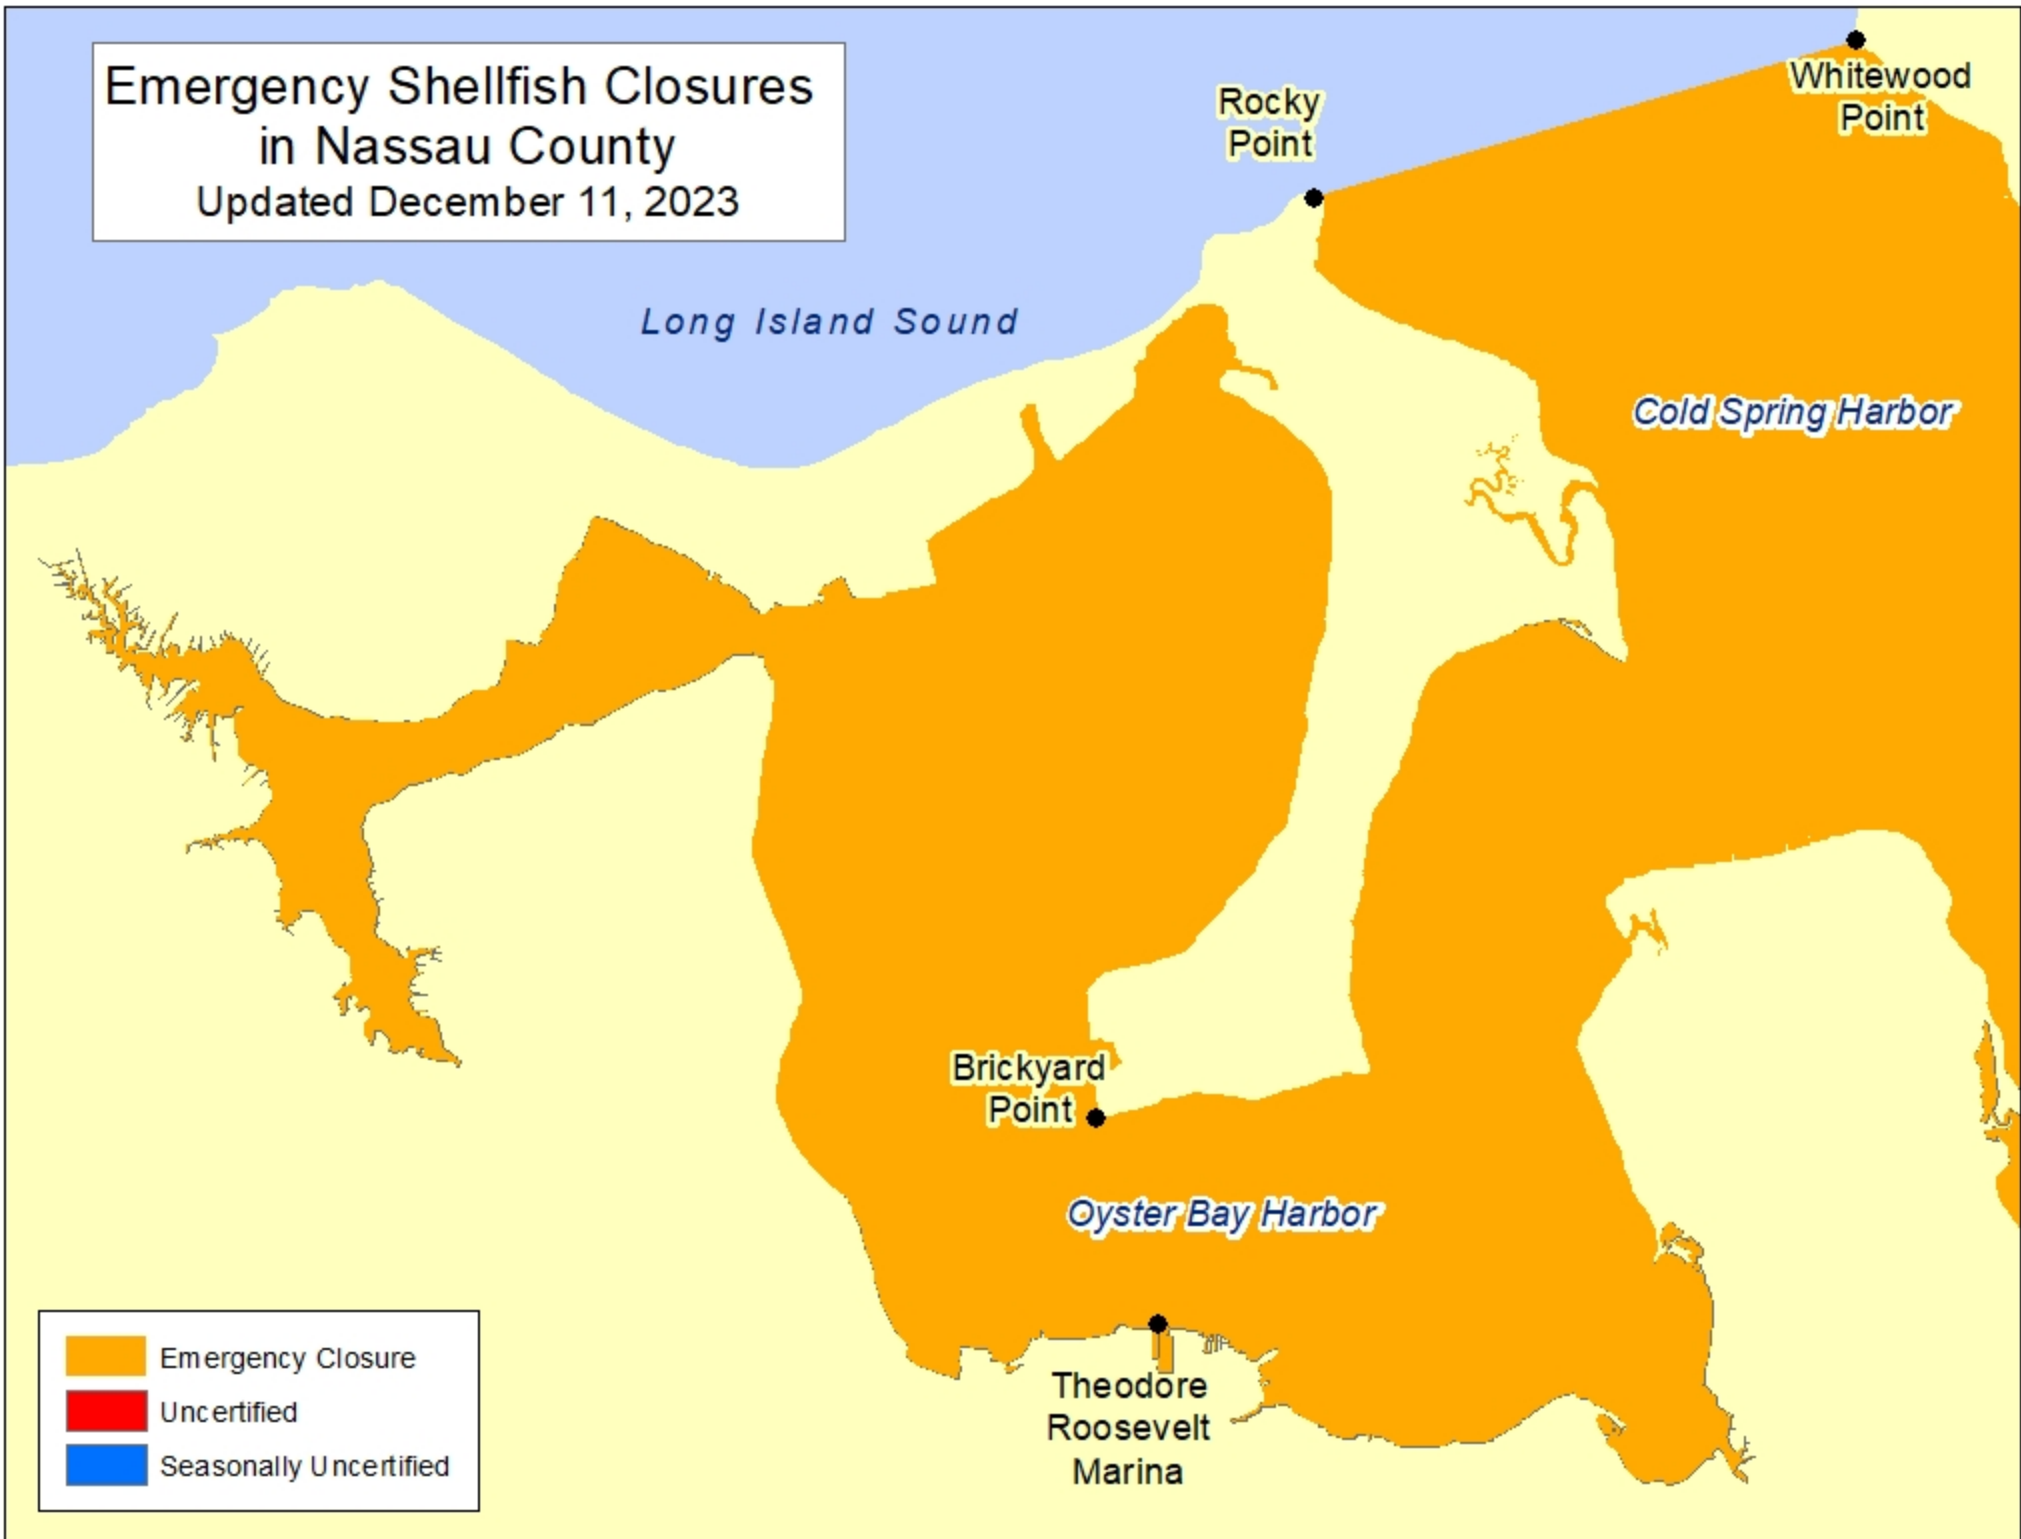 Emergency Shellfish Closures
in Nassau County
Updated December 11, 2023
Whitewood
Point
Rocky
Point
Long Island Sound
Cold Spring Harbor
Brickyard
Point
Oyster Bay Harbor
Theodore
Roosevelt
Marina
Emergency Closure
Uncertified
Seasonally Uncertified